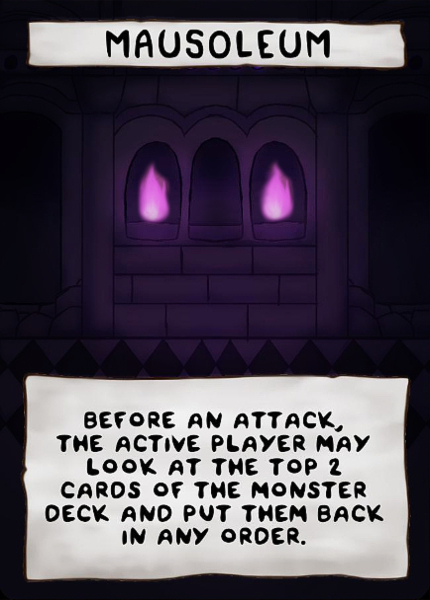 MAUSOLEUM
BEFORE AN ATTACK,
THE ACTIVE PLAYER MAY
LOOK AT THE TOP 2
CARDS OF THE MONSTER
DECK AND PUT THEM BACK
IN ANY ORDER.